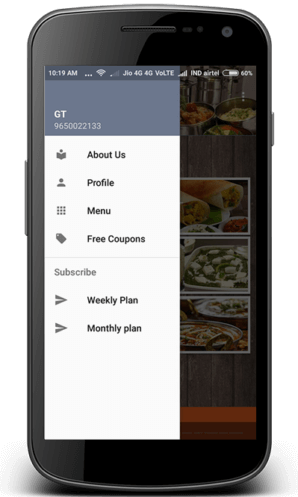 10:19 AM ... Jio 4G 4G VoLTE IND airtel 60%
GT
9650022133
About Us
Profile
Menu
Free Coupons
Subscribe
Weekly Plan
Monthly plan